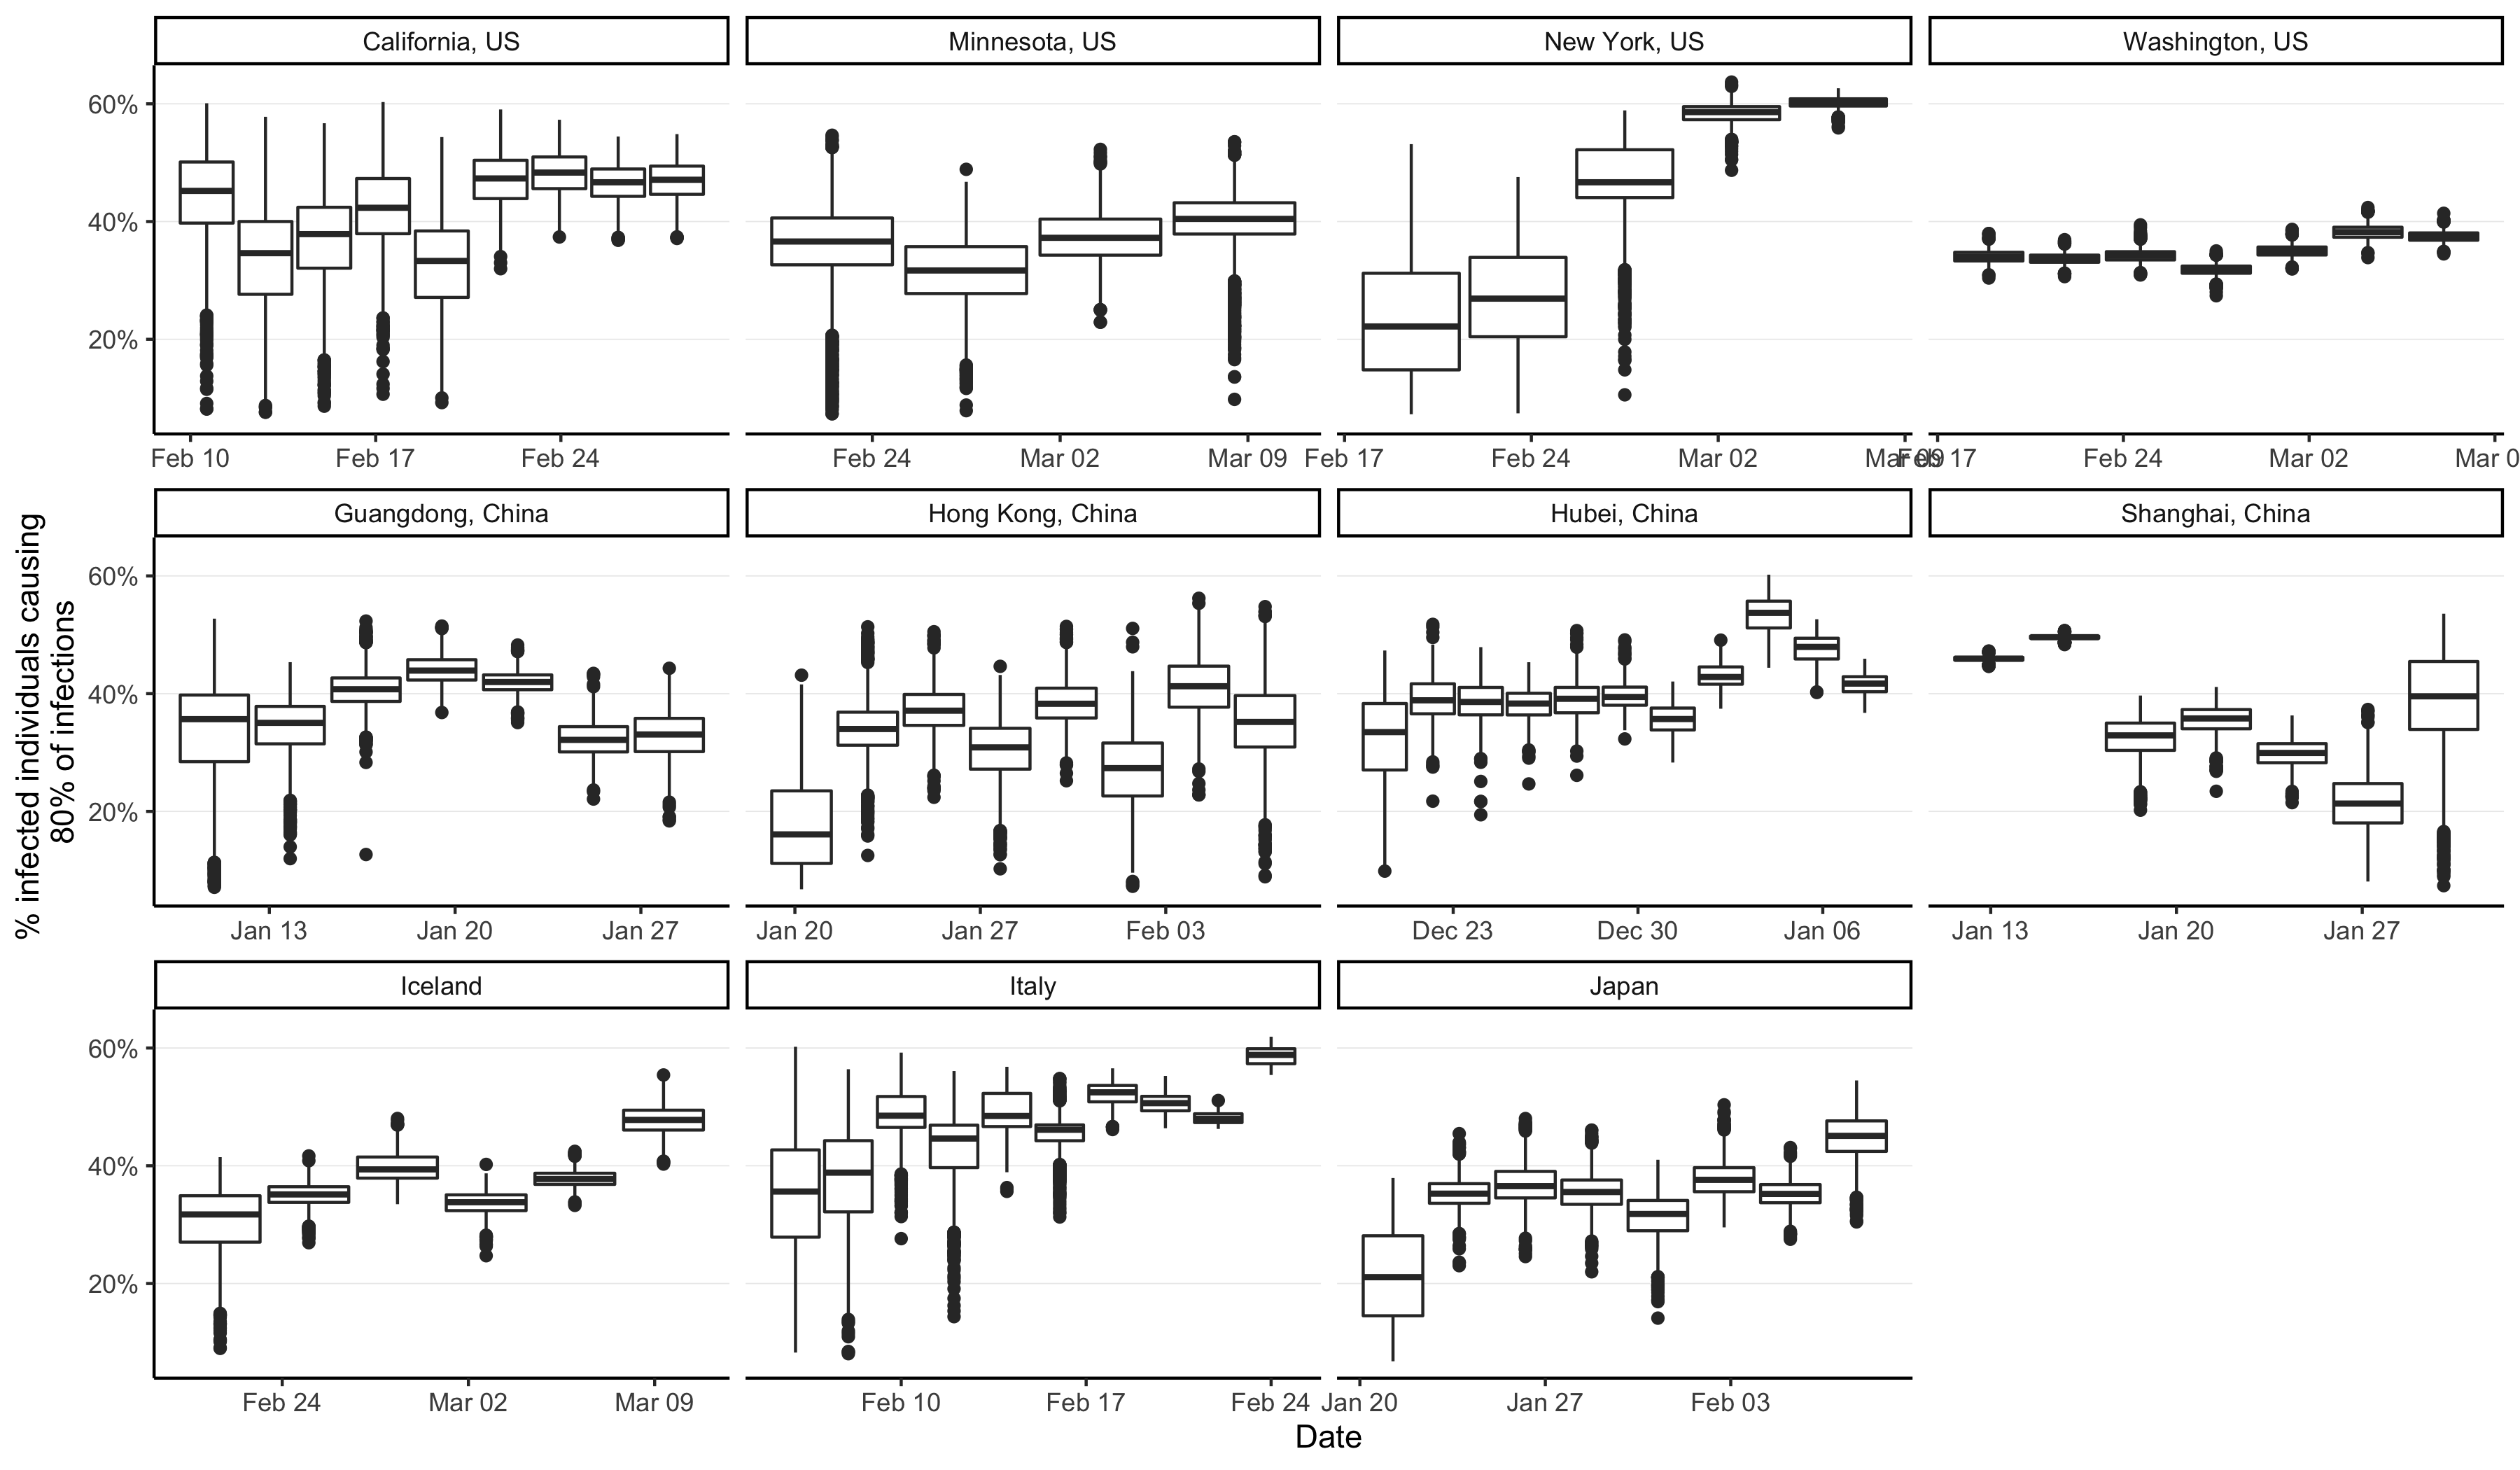 California, US
Minnesota, US
New York, US
Washington, US
60%
40%
20%
Feb 10
Feb 17
Feb 24
Feb 24
Mar 02
Mar 09
Feb 17
Feb 24
Mar 02
Mar 09
Feb 17
Feb 24
Mar 02
Mar 0
Guangdong, China
Hong Kong, China
Hubei, China
Shanghai, China
% infected individuals causing
80% of infections
60%
40%
20%
Jan 13
Jan 20
Jan 27
Jan 20
Jan 27
Feb 03
Dec 23
Dec 30
Jan 06
Jan 13
Jan 20
Jan 27
Iceland
Italy
Japan
60%
40%
20%
Feb 24
Mar 02
Mar 09
Feb 10
Feb 17
Feb 24
Jan 20
Jan 27
Feb 03
Date